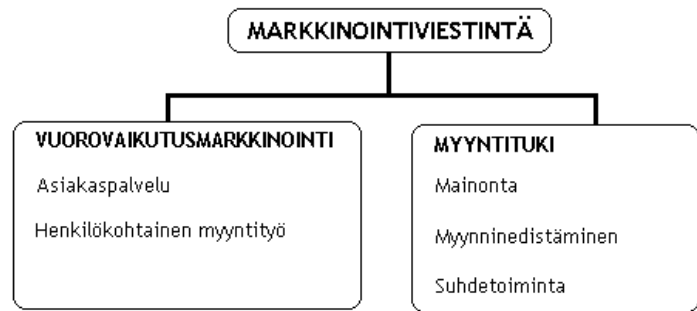 MARKKINOINTIVIESTINTÄ
VUOROVAIKUTUSMARKKINOINTI
Asiakaspalvelu
Henkilökohtainen myyntityö
MYYNTITUKI
Mainonta
Myynninedistäminen
Suhdetoiminta